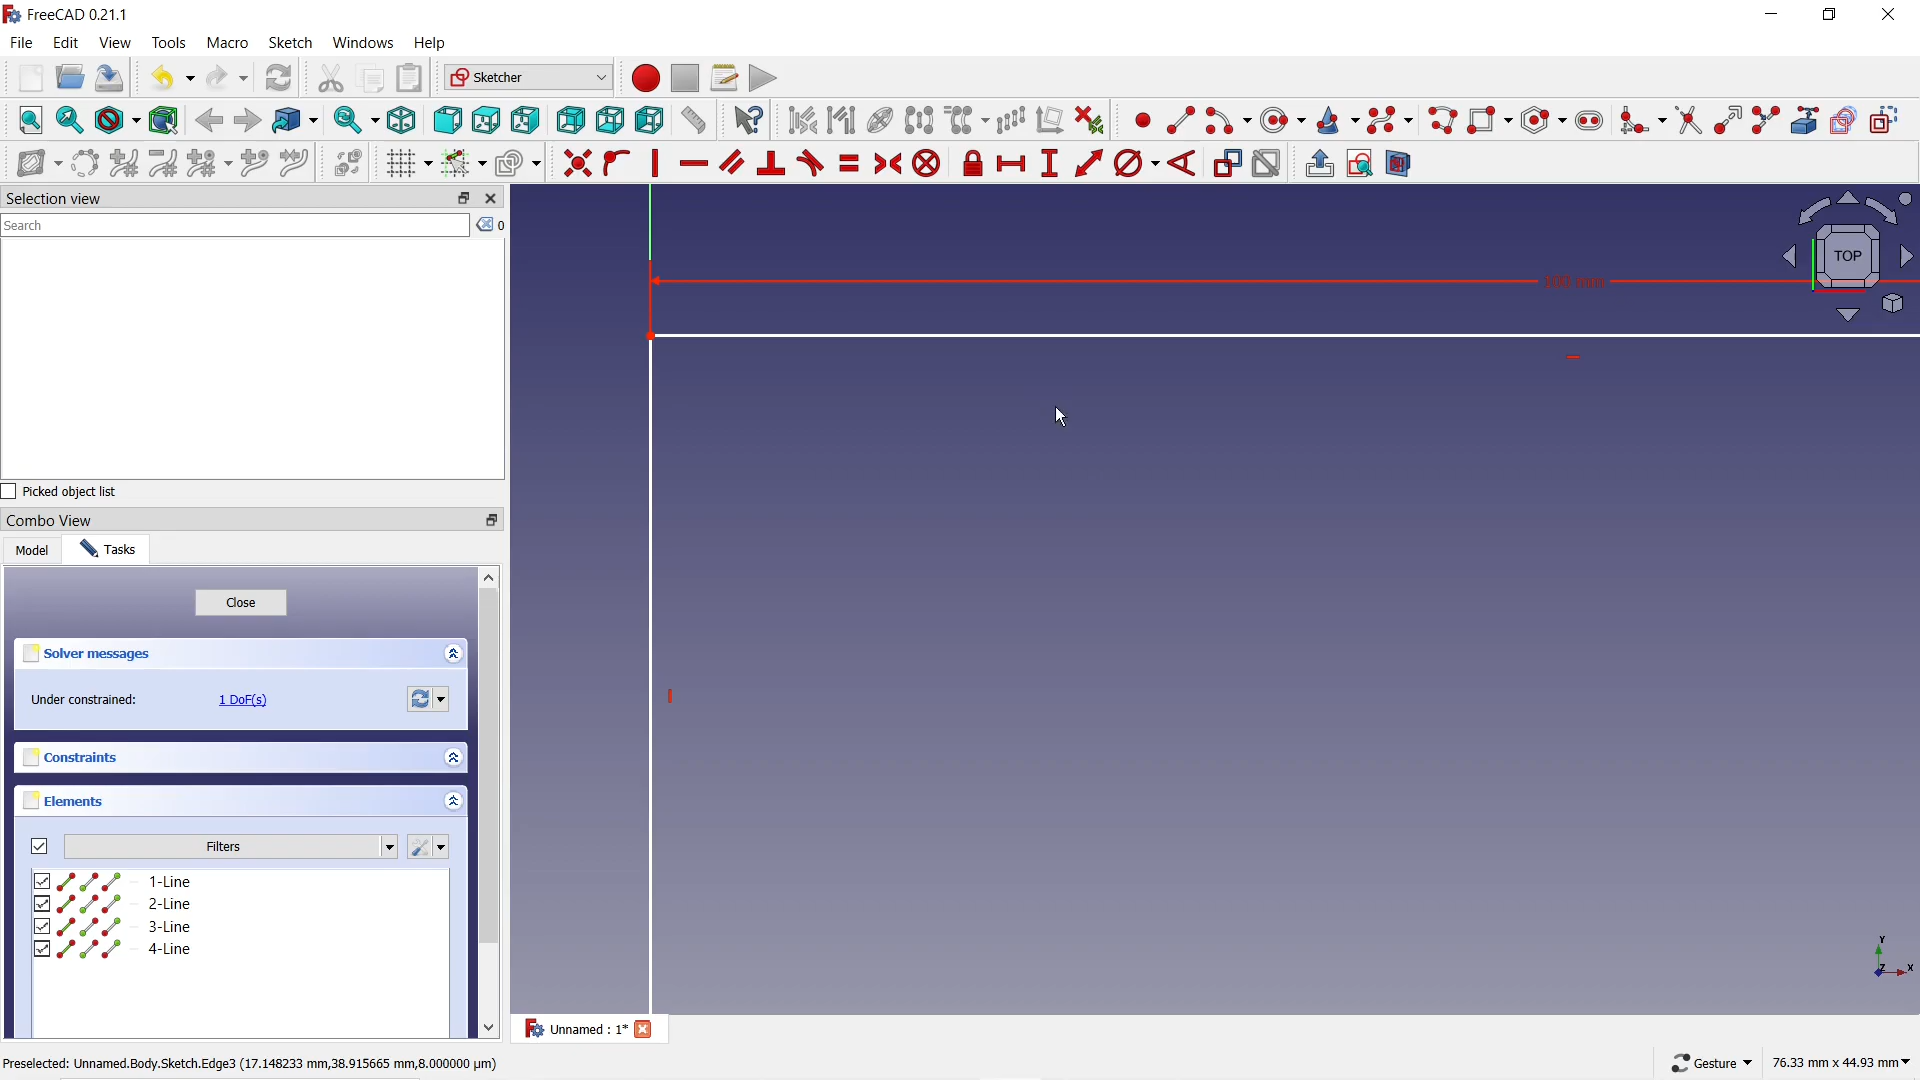 FreeCAD 0.21.1
File Edit View Tools Macro Sketch Windows Help
Sketcher
Selection view
Search
0
Picked object list
Combo View
Model Tasks
Close
Solver messages
Under constrained: 1 DoF(s)
Constraints
Elements
Filters
1-Line
2-Line
3-Line
4-Line
TOP
Y
Z X
Unnamed : 1*
Preselected: Unnamed.Body.Sketch.Edge3 (17.148233 mm,38.915665 mm,8.000000 µm)
Gesture
76.33 mm x 44.93 mm